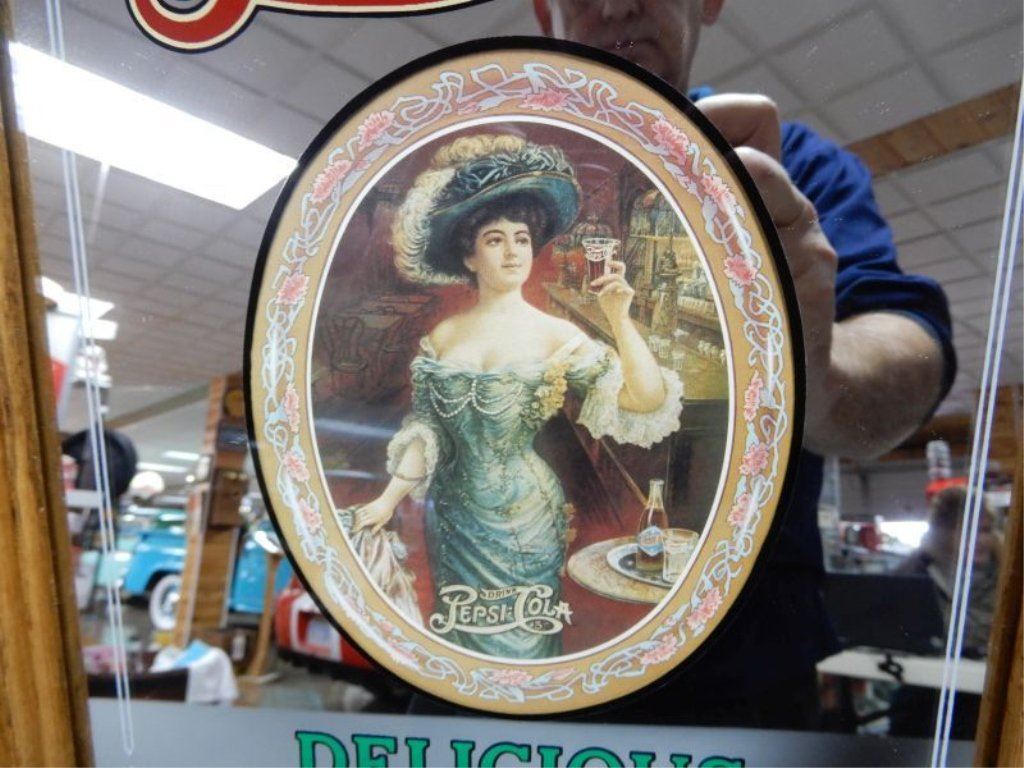 DRINK
PEPSI-COLA
5¢
DELICIOUS